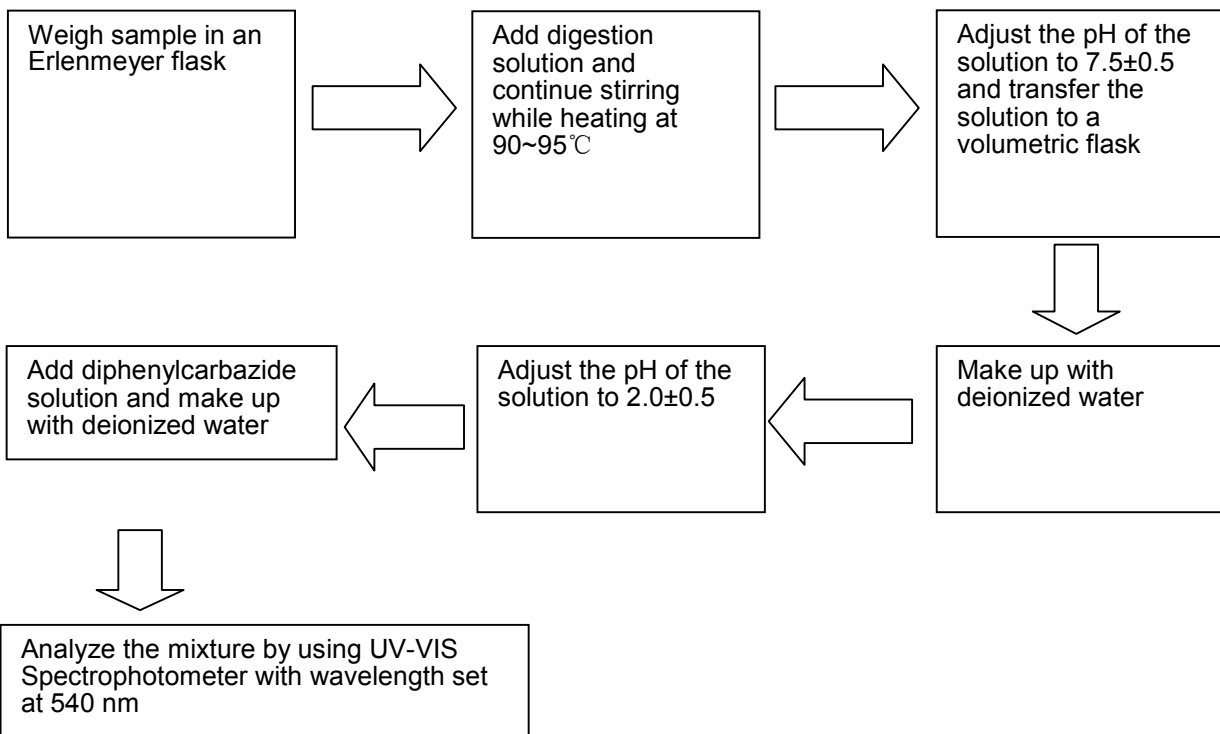 Weigh sample in an
Erlenmeyer flask
Add digestion
solution and
continue stirring
while heating at
90~95℃
Adjust the pH of the
solution to 7.5±0.5
and transfer the
solution to a
volumetric flask
Make up with
deionized water
Adjust the pH of the
solution to 2.0±0.5
Add diphenylcarbazide
solution and make up
with deionized water
Analyze the mixture by using UV-VIS
Spectrophotometer with wavelength set
at 540 nm